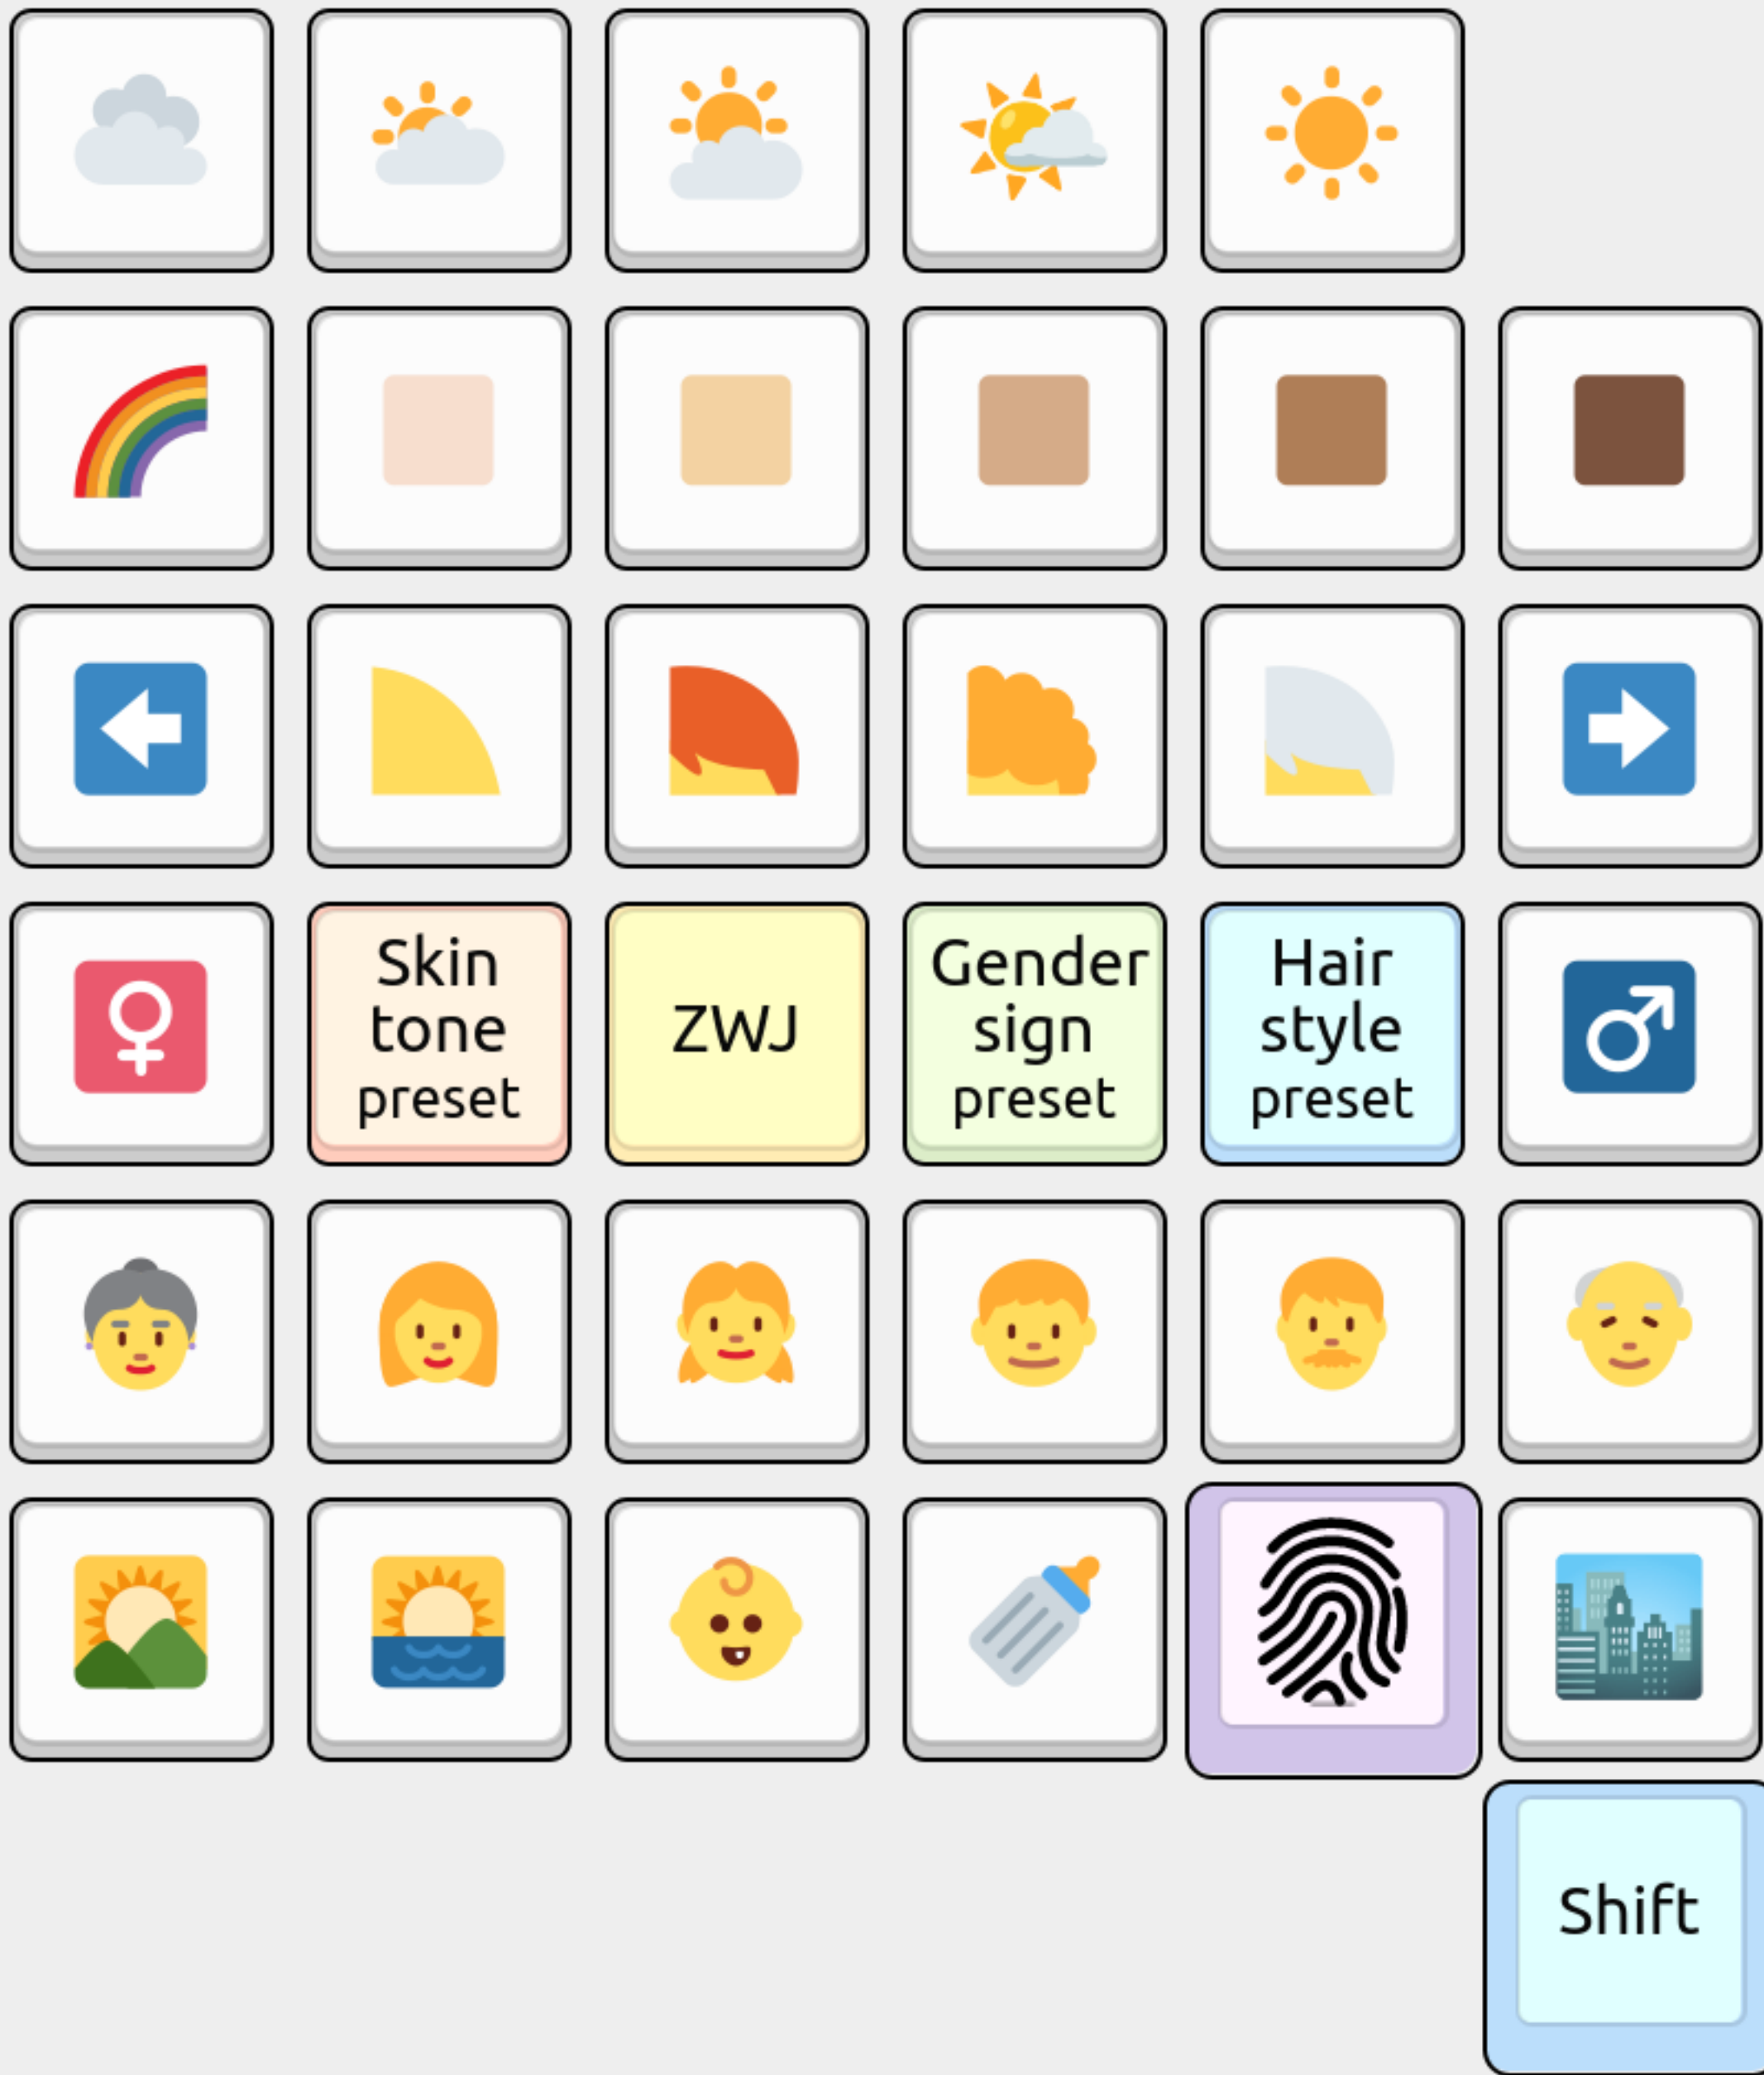 Skin
tone
preset
ZWJ
Gender
sign
preset
Hair
style
preset
Shift